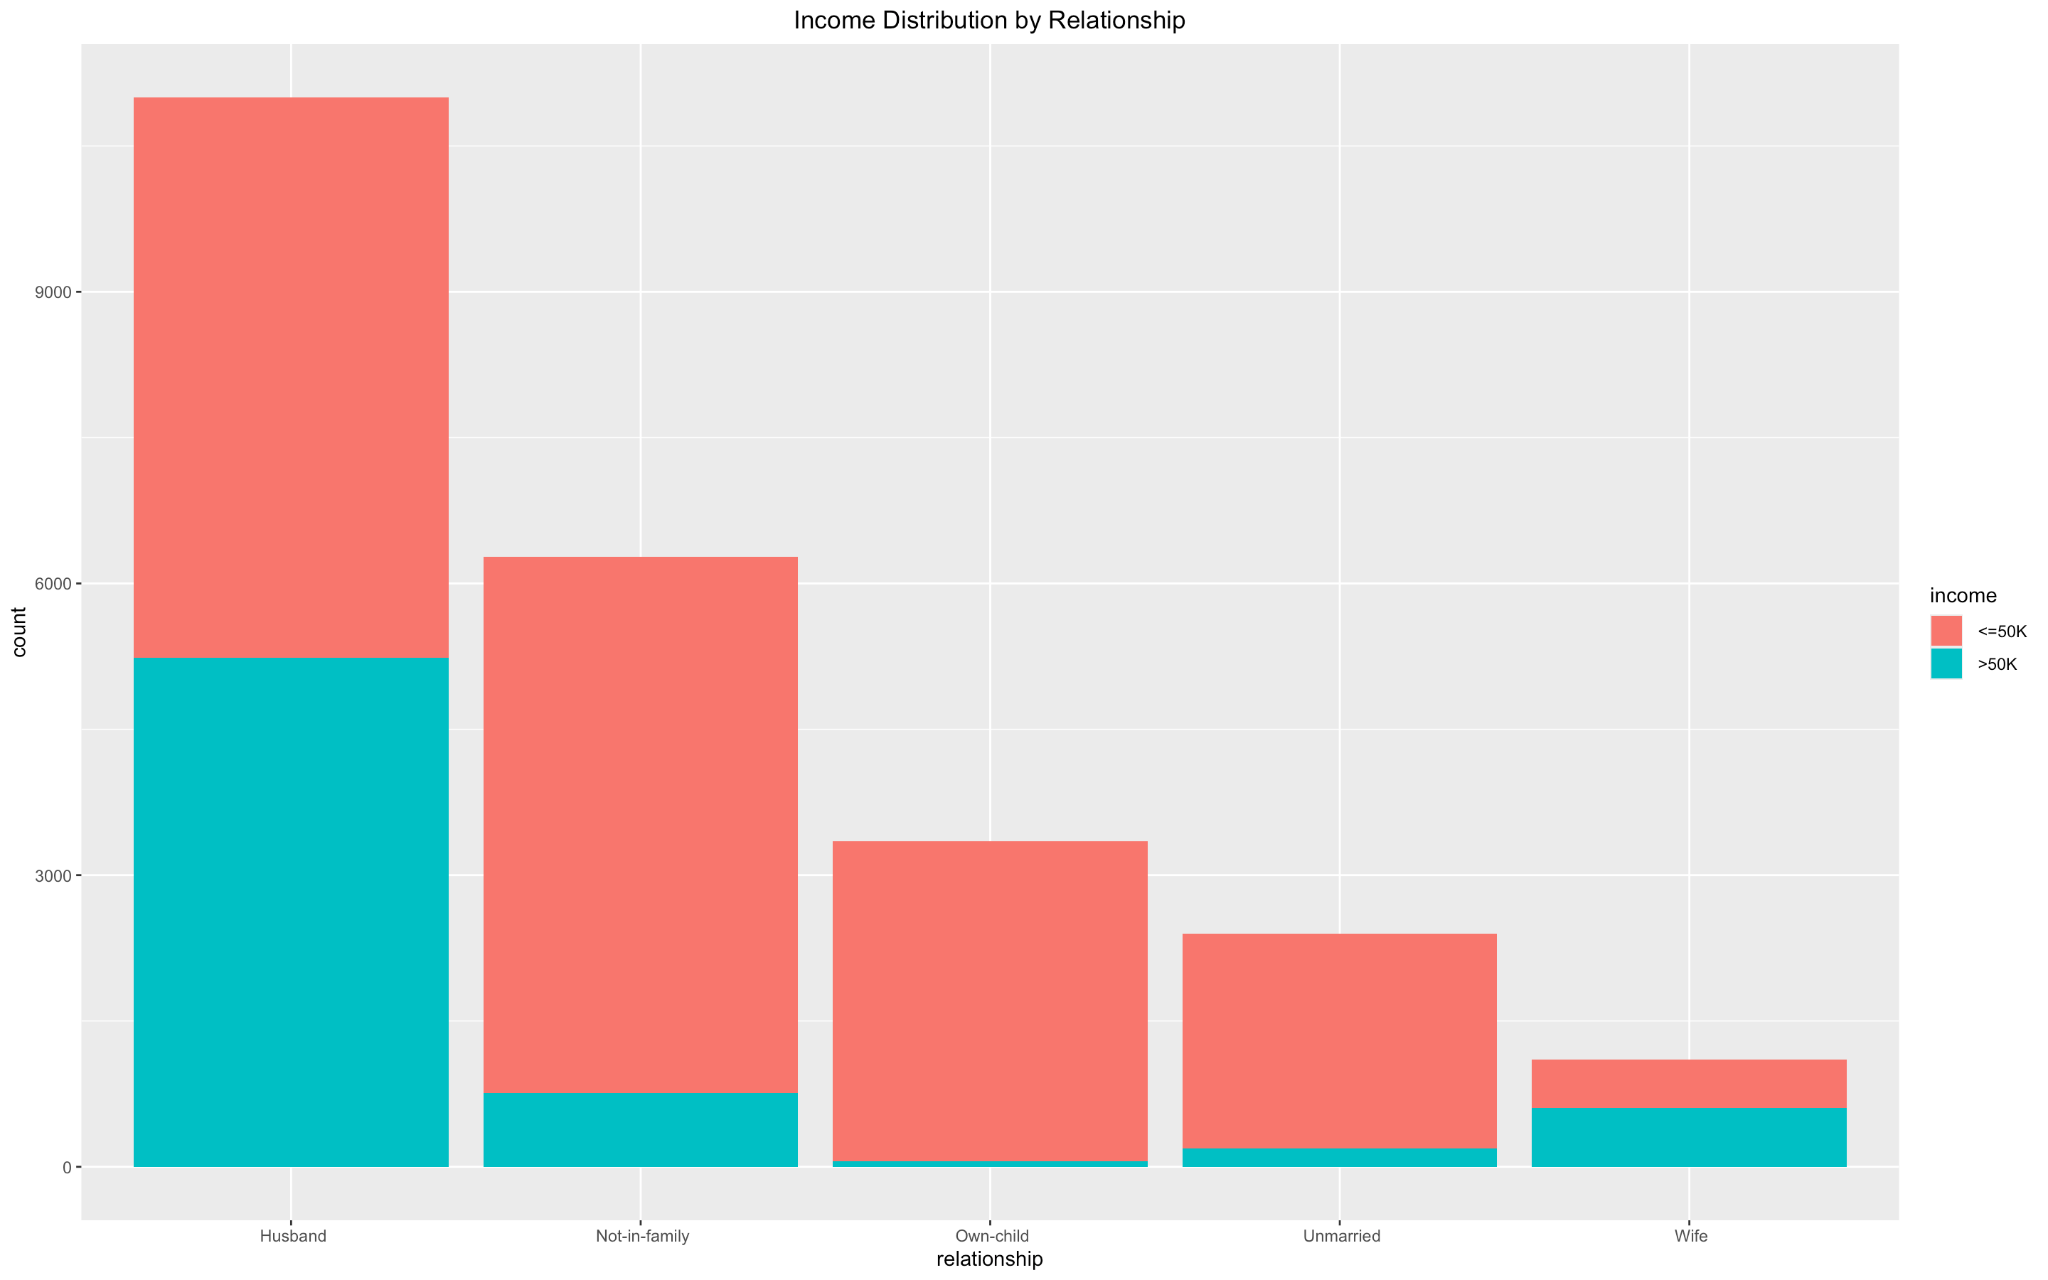 Income Distribution by Relationship
count
9000
6000
3000
0
Husband
Not-in-family
Own-child
Unmarried
Wife
relationship
income
<=50K
>50K